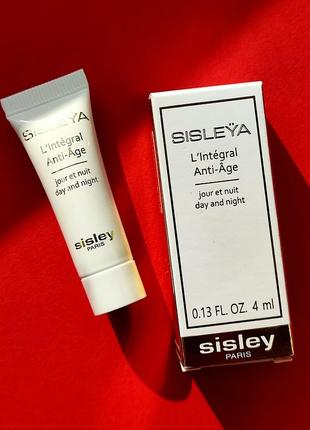 SISLEŸA
L'Intégral
Anti-Âge
jour et nuit
day and night
sisley
PARIS
SISLEŸA
L'Intégral
Anti-Âge
jour et nuit
day and night
0.13 FL. OZ. 4 ml
sisley
PARIS